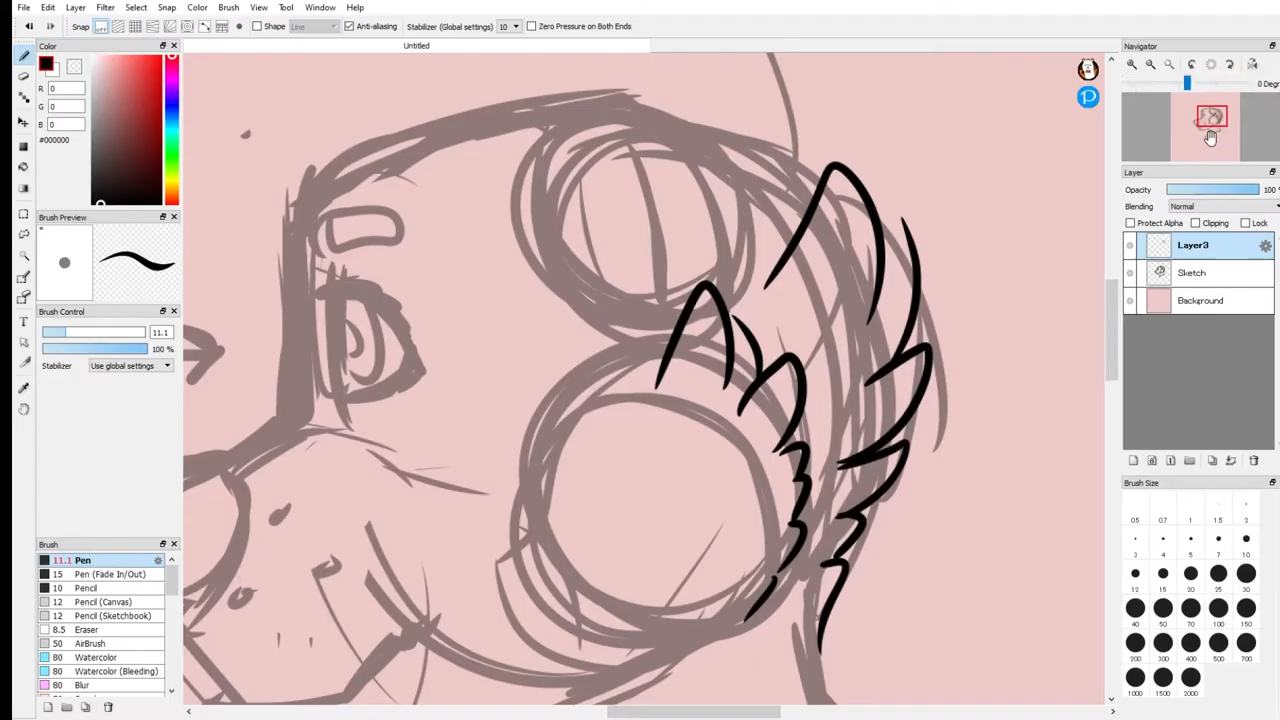 File Edit Layer Filter Select Snap Color Brush View Tool Window Help
Snap off Shape Line Anti-aliasing Stabilizer (Global settings) 10 Zero Pressure on Both Ends
Color
Untitled
Navigator
R 0
G 0
B 0
#000000
0 Degr
Layer
Opacity 100
Blending Normal
Protect Alpha Clipping Lock
Layer3
Sketch
Background
Brush Preview
Brush Control
11.1
100 %
Stabilizer Use global settings
Brush
11.1 Pen
15 Pen (Fade In/Out)
10 Pencil
12 Pencil (Canvas)
12 Pencil (Sketchbook)
8.5 Eraser
50 AirBrush
80 Watercolor
80 Watercolor (Bleeding)
80 Blur
Brush Size
0.5 0.7 1 1.5 2
3 4 5 7 10
12 15 20 25 30
40 50 70 100 150
200 300 400 500 700
1000 1500 2000